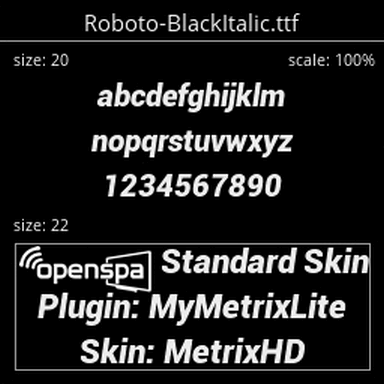 Roboto-BlackItalic.ttf
size: 20 scale: 100%
abcdefghijklm
nopqrstuvwxyz
1234567890
size: 22
openspa Standard Skin
Plugin: MyMetrixLite
Skin: MetrixHD